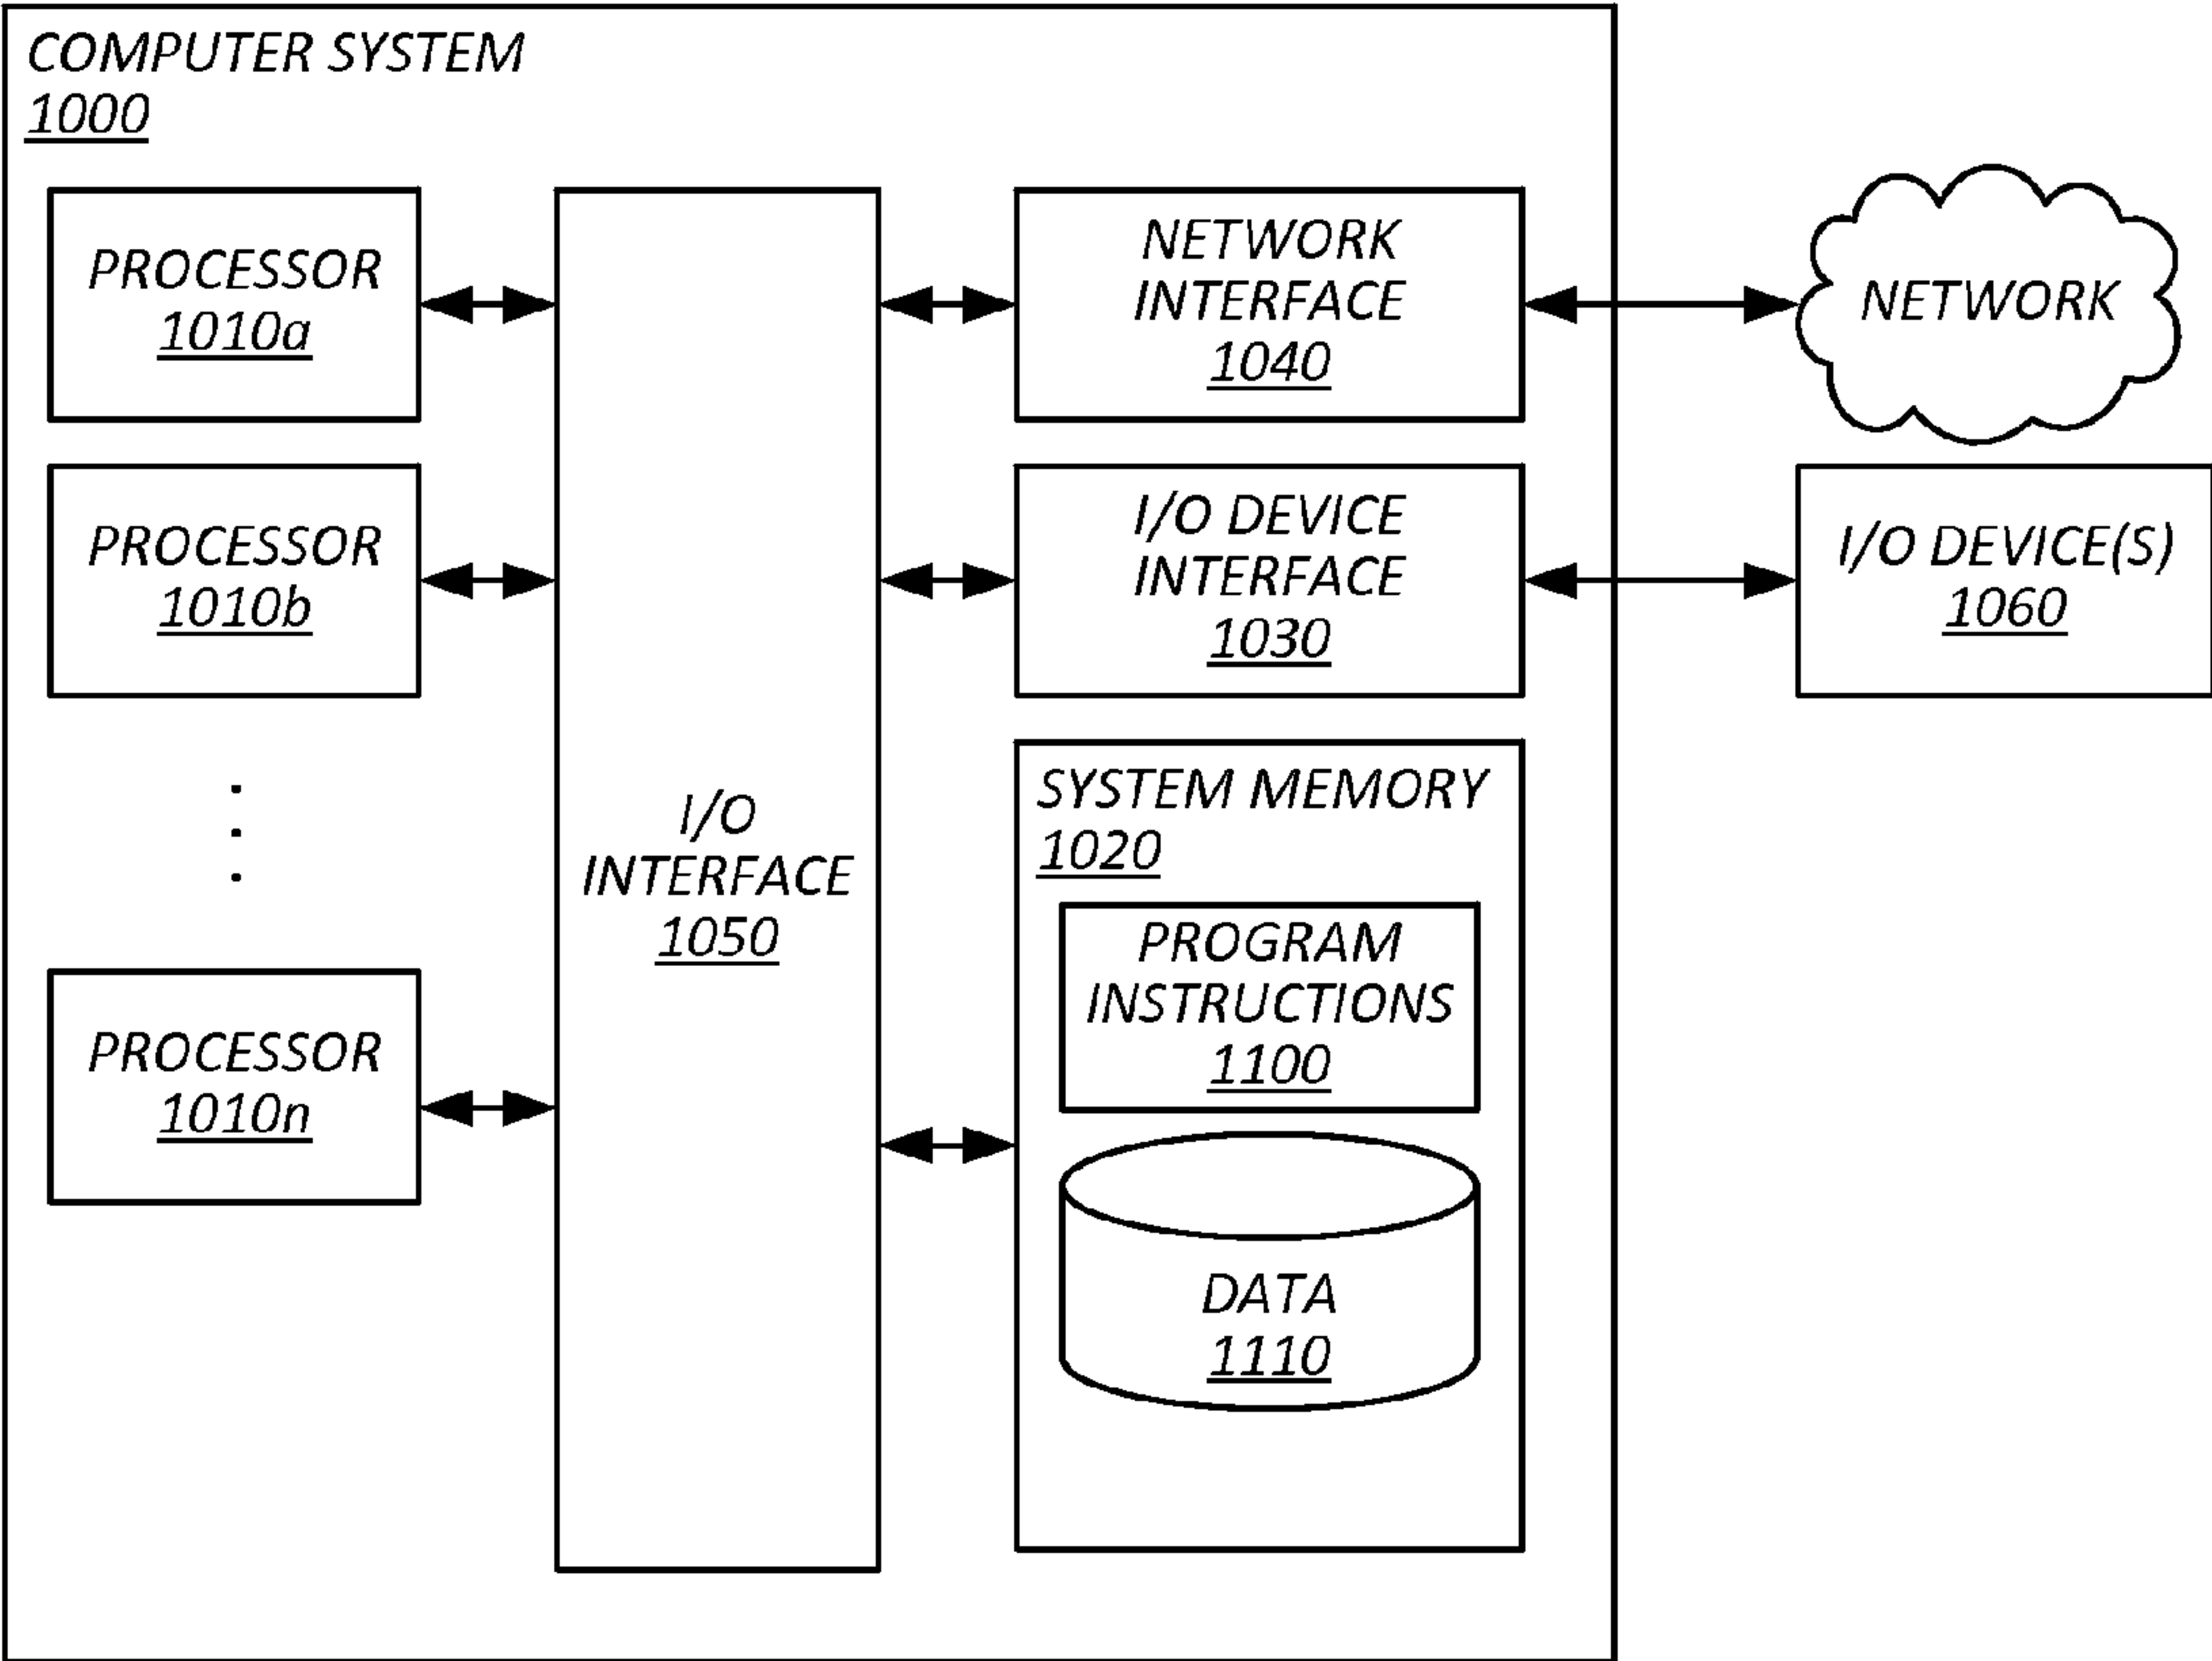 COMPUTER SYSTEM
1000
PROCESSOR
1010a
PROCESSOR
1010b
PROCESSOR
1010n
I/O
INTERFACE
1050
NETWORK
INTERFACE
1040
I/O DEVICE
INTERFACE
1030
SYSTEM MEMORY
1020
PROGRAM
INSTRUCTIONS
1100
DATA
1110
NETWORK
I/O DEVICE(S)
1060